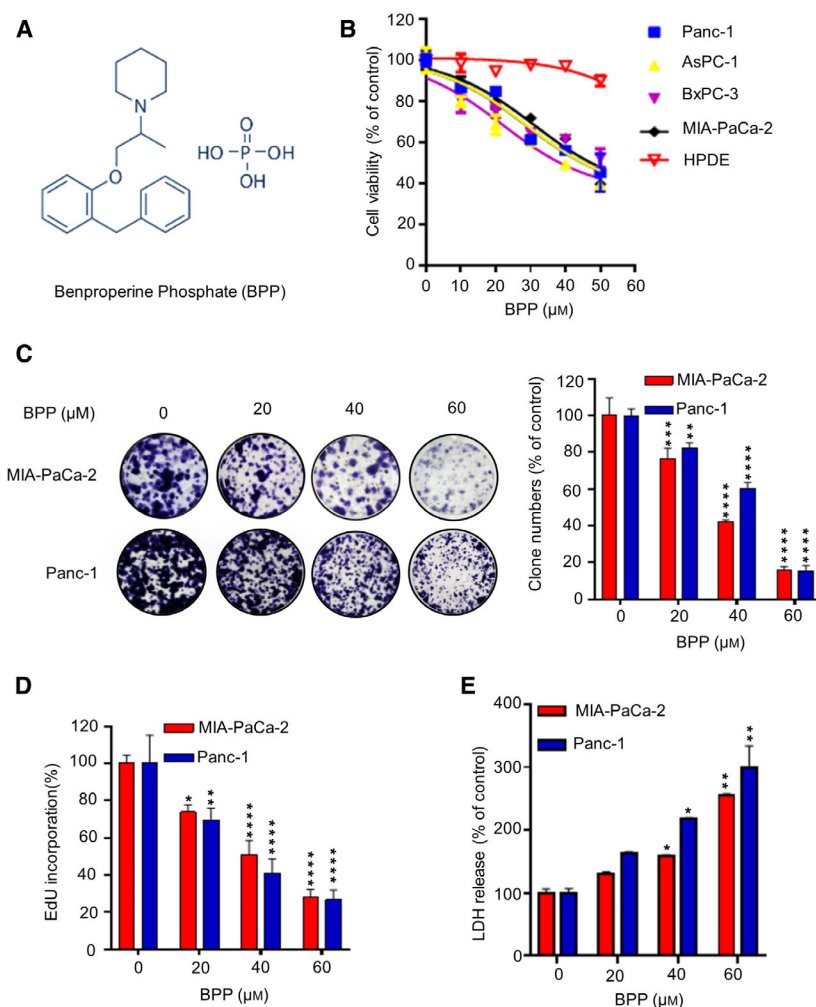 A
N
O
O
HO
P
OH
OH
Benproperine Phosphate (BPP)
B
Cell viability (% of control)
120
100
80
60
40
120
0
0 10 20 30 40 50 60
BPP (μM)
Panc-1
AsPC-1
BxPC-3
MIA-PaCa-2
HPDE
C
BPP (μM) 0 20 40 60
MIA-PaCa-2
Panc-1
Clone numbers (% of control)
120
100
80
60
40
20
0
MIA-PaCa-2
Panc-1
*** ** **** **** **** ****
0 20 40 60
BPP (μM)
D
EdU incorporation(%)
120
100
80
60
40
20
0
MIA-PaCa-2
Panc-1
* ** **** **** **** ****
0 20 40 60
BPP (μM)
E
LDH release (% of control)
400
300
200
100
0
MIA-PaCa-2
Panc-1
* * ** **
0 20 40 60
BPP (μM)